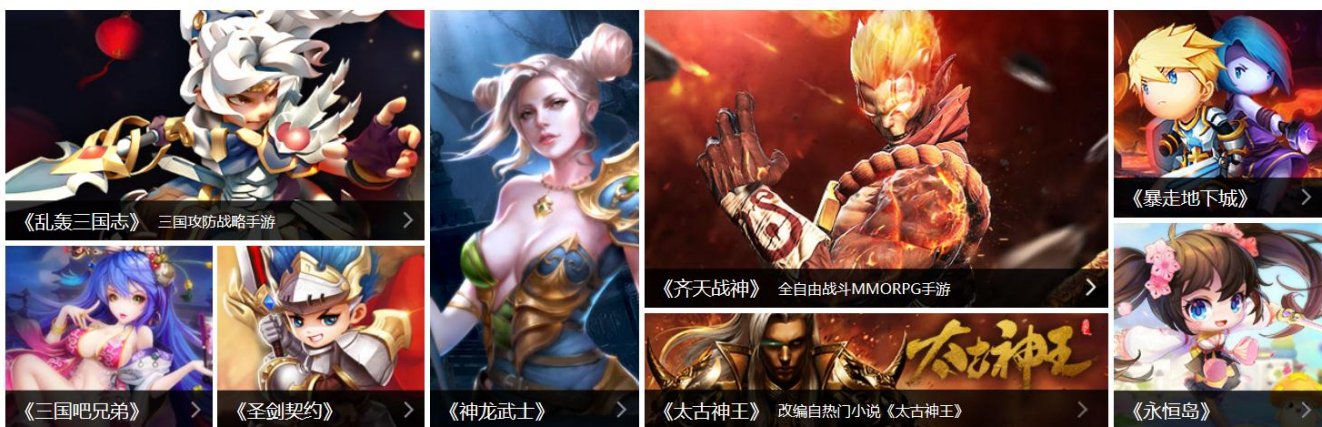 《乱轰三国志》 三国攻防战略手游
《三国吧兄弟》
《圣剑契约》
《神龙武士》
《齐天战神》 全自由战斗MMORPG手游
太古神王
《太古神王》 改编自热门小说《太古神王》
《暴走地下城》
《永恒岛》